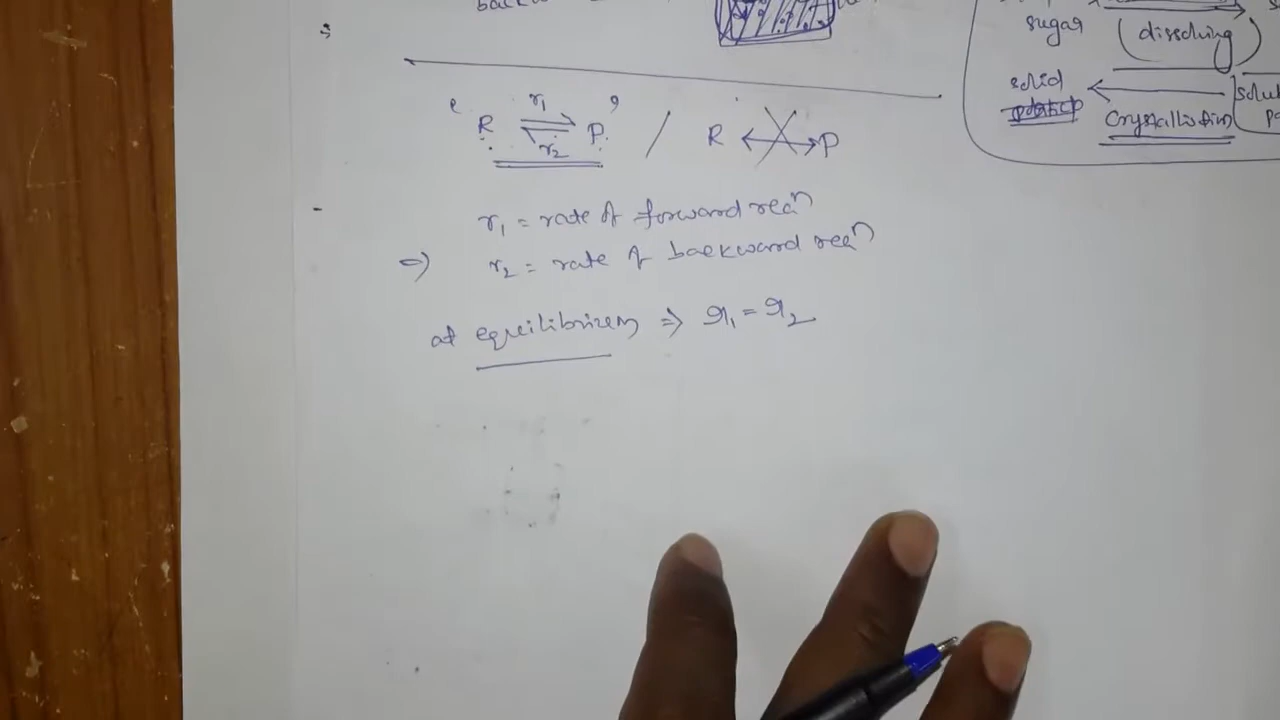 sugar
(dissolving)
solid
Crystallisation
R r₁ ⇌ r₂ P / R ↔ P
r₁ = rate of forward reaⁿ
⇒ r₂ = rate of backward reaⁿ
at equilibrium ⇒ r₁ = r₂